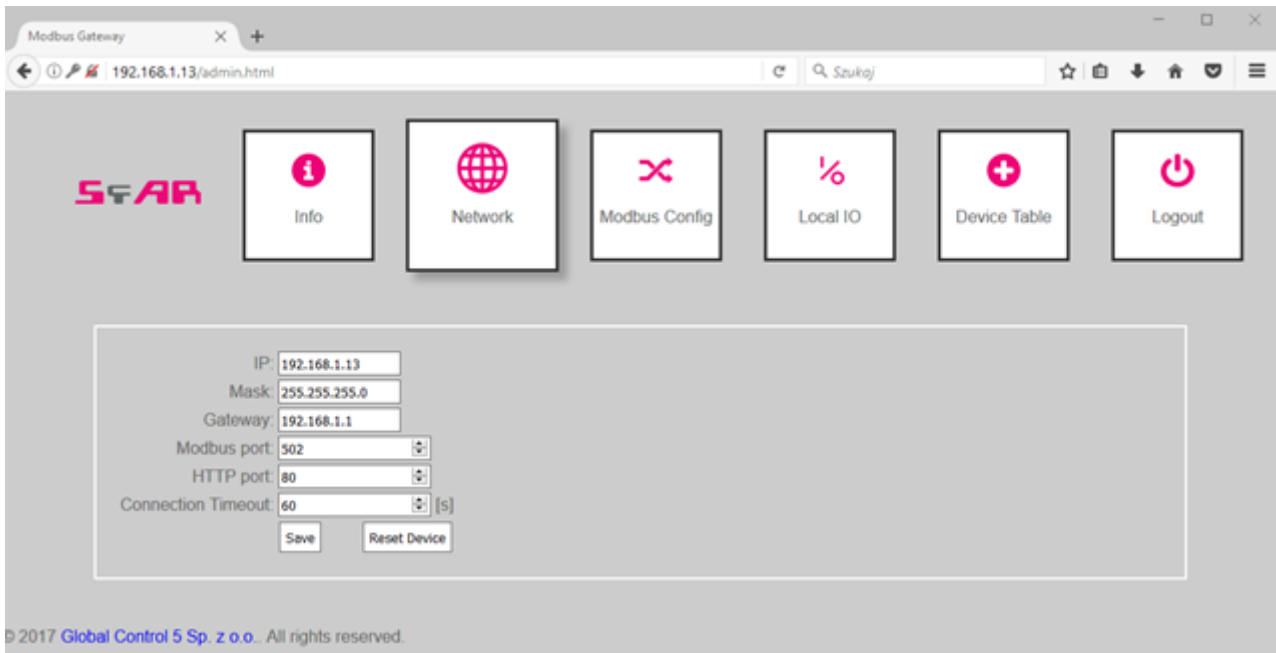 Modbus Gateway
192.168.1.13/admin.html
Szukaj
SfAR
Info
Network
Modbus Config
Local IO
Device Table
Logout
IP: 192.168.1.13
Mask: 255.255.255.0
Gateway: 192.168.1.1
Modbus port: 502
HTTP port: 80
Connection Timeout: 60 [s]
Save Reset Device
© 2017 Global Control 5 Sp. z o.o.. All rights reserved.